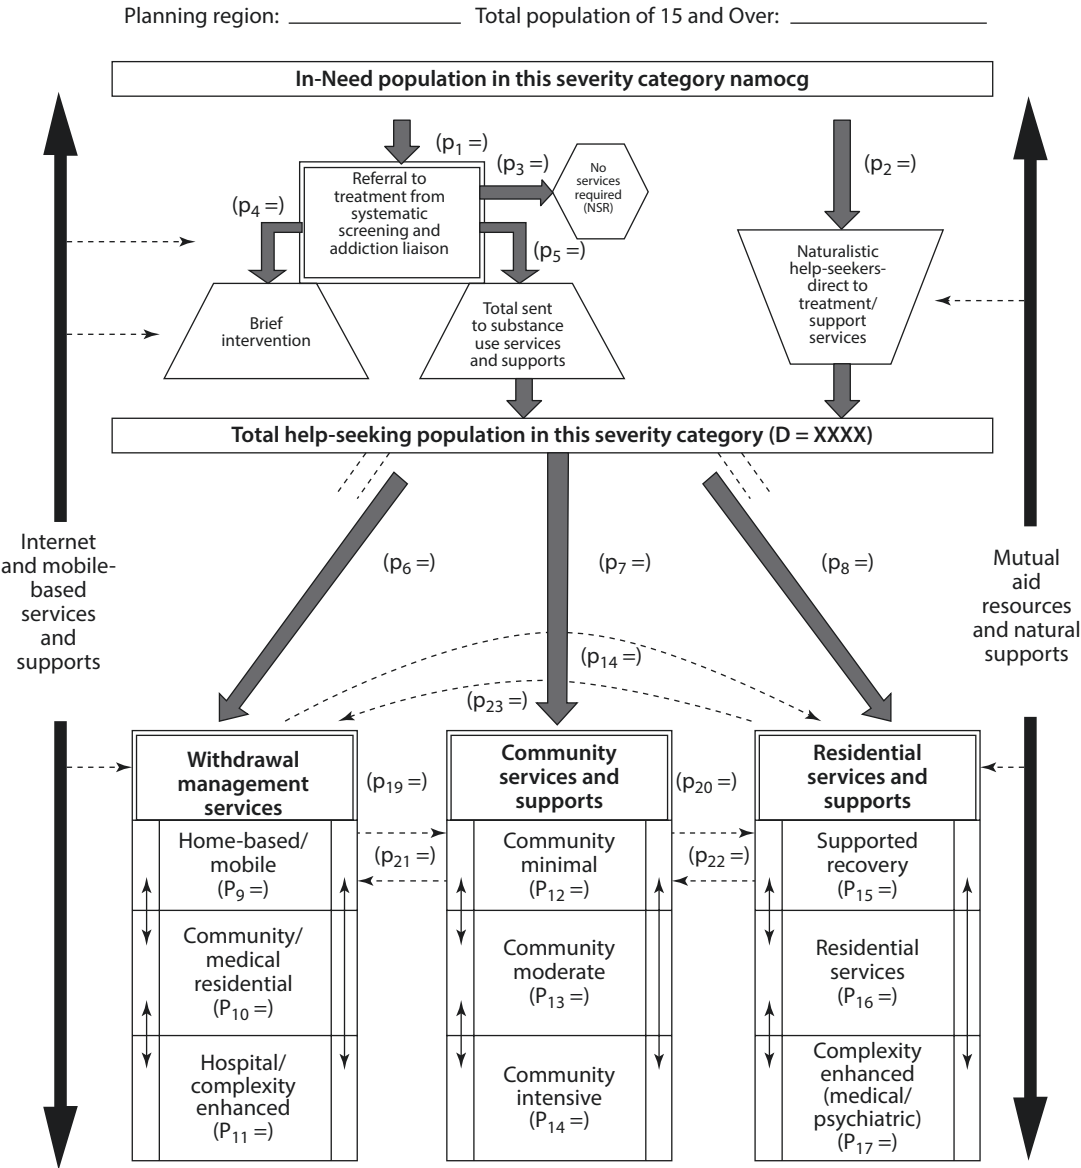 Planning region: ________________ Total population of 15 and Over: __________________
In-Need population in this severity category namocg
(p1 =)
(p3 =)
No
services
required
(NSR)
(p2 =)
Referral to
treatment from
systematic
screening and
addiction liaison
(p4 =)
(p5 =)
Naturalistic
help-seekers-
direct to
treatment/
support
services
Brief
intervention
Total sent
to substance
use services
and supports
Total help-seeking population in this severity category (D = XXXX)
Internet
and mobile-
based
services
and
supports
(p6 =)
(p7 =)
(p8 =)
Mutual
aid
resources
and natural
supports
(p14 =)
(p23 =)
Withdrawal
management
services
(p19 =)
Community
services and
supports
(p20 =)
Residential
services and
supports
Home-based/
mobile
(P9 =)
(p21 =)
Community
minimal
(P12 =)
(p22 =)
Supported
recovery
(P15 =)
Community/
medical
residential
(P10 =)
Community
moderate
(P13 =)
Residential
services
(P16 =)
Hospital/
complexity
enhanced
(P11 =)
Community
intensive
(P14 =)
Complexity
enhanced
(medical/
psychiatric)
(P17 =)